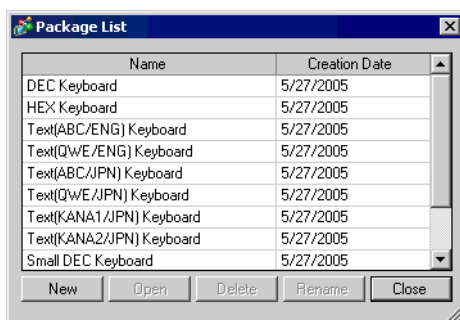 Package List
Name Creation Date
DEC Keyboard 5/27/2005
HEX Keyboard 5/27/2005
Text(ABC/ENG) Keyboard 5/27/2005
Text(QWE/ENG) Keyboard 5/27/2005
Text(ABC/JPN) Keyboard 5/27/2005
Text(QWE/JPN) Keyboard 5/27/2005
Text(KANA1/JPN) Keyboard 5/27/2005
Text(KANA2/JPN) Keyboard 5/27/2005
Small DEC Keyboard 5/27/2005
New Open Delete Rename Close